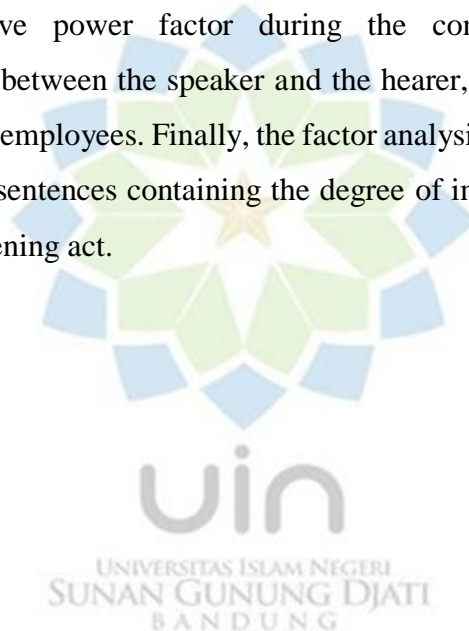 ve power factor during the con
between the speaker and the hearer,
employees. Finally, the factor analysi
sentences containing the degree of in
ening act.
uin
UNIVERSITAS ISLAM NEGERI
SUNAN GUNUNG DJATI
BANDUNG